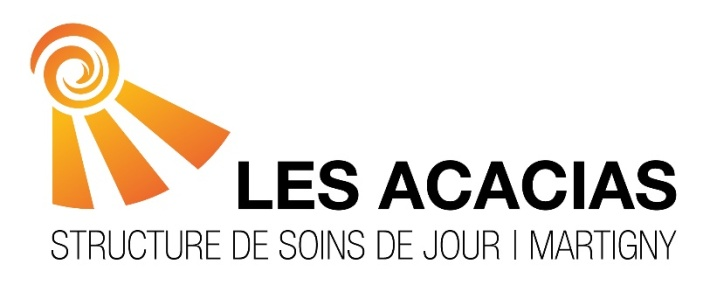 LES ACACIAS
STRUCTURE DE SOINS DE JOUR | MARTIGNY